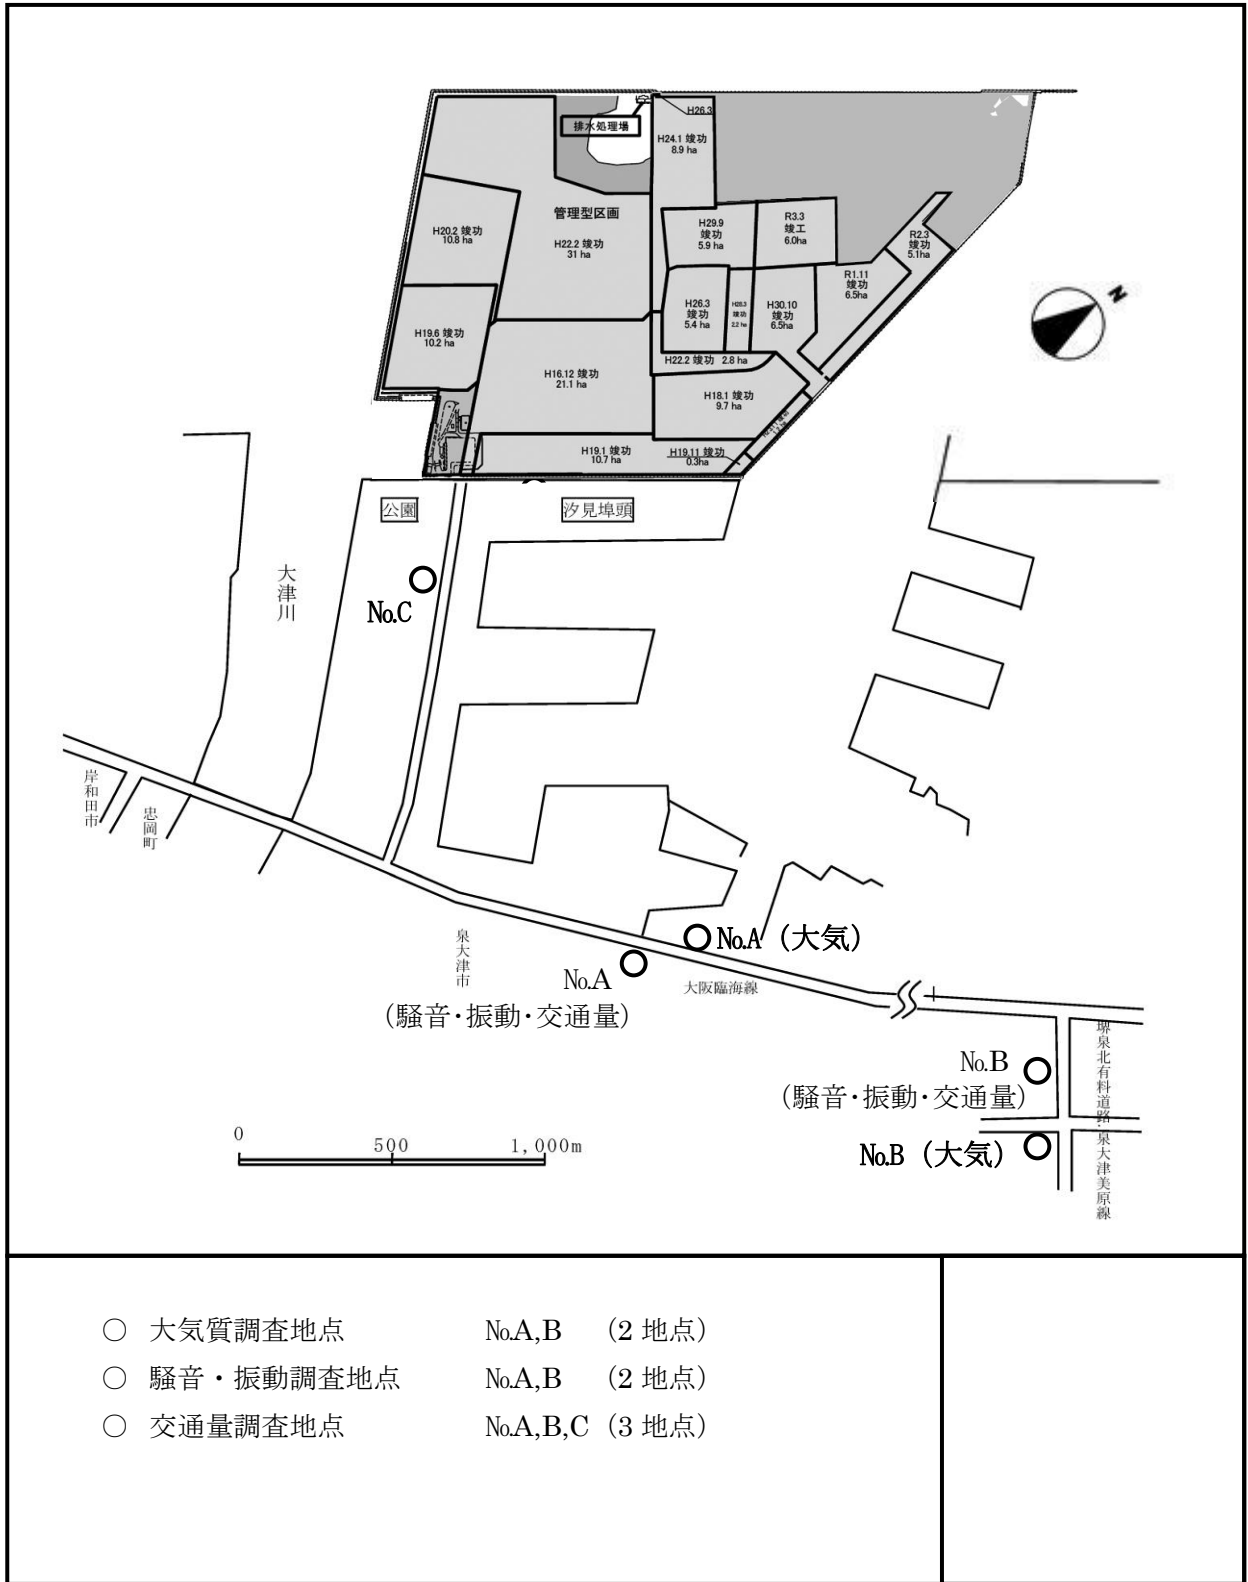 H26.3
排水処理場
H24.1 竣功
8.9 ha
管理型区画
H22.2 竣功
31 ha
H20.2 竣功
10.8 ha
H29.9
竣功
5.9 ha
R3.3
竣工
6.0ha
R2.3
竣功
5.1ha
R1.11
竣功
6.5ha
H26.3
竣功
5.4 ha
竣功
2.2 ha
H30.10
竣功
6.5ha
N
H19.6 竣功
10.2 ha
H22.2 竣功 2.8 ha
H16.12 竣功
21.1 ha
H18.1 竣功
9.7 ha
H19.1 竣功
10.7 ha
H19.11 竣功
0.3ha
公園
汐見埠頭
大津川
No.C
岸和田市
忠岡町
泉大津市
No.A（大気）
No.A
（騒音・振動・交通量）
大阪臨海線
堺泉北有料道路・泉大津美原線
No.B
（騒音・振動・交通量）
No.B（大気）
0 500 1,000m
○ 大気質調査地点 No.A,B （2 地点）
○ 騒音・振動調査地点 No.A,B （2 地点）
○ 交通量調査地点 No.A,B,C （3 地点）